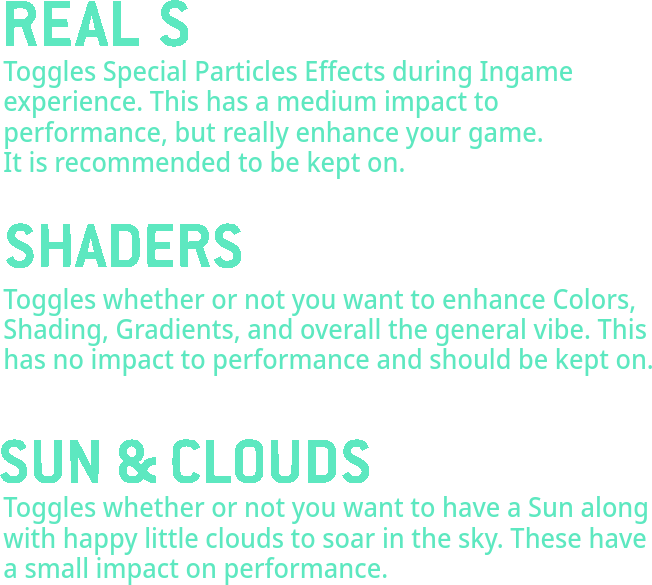 REAL S
Toggles Special Particles Effects during Ingame
experience. This has a medium impact to
performance, but really enhance your game.
It is recommended to be kept on.
SHADERS
Toggles whether or not you want to enhance Colors,
Shading, Gradients, and overall the general vibe. This
has no impact to performance and should be kept on.
SUN & CLOUDS
Toggles whether or not you want to have a Sun along
with happy little clouds to soar in the sky. These have
a small impact on performance.